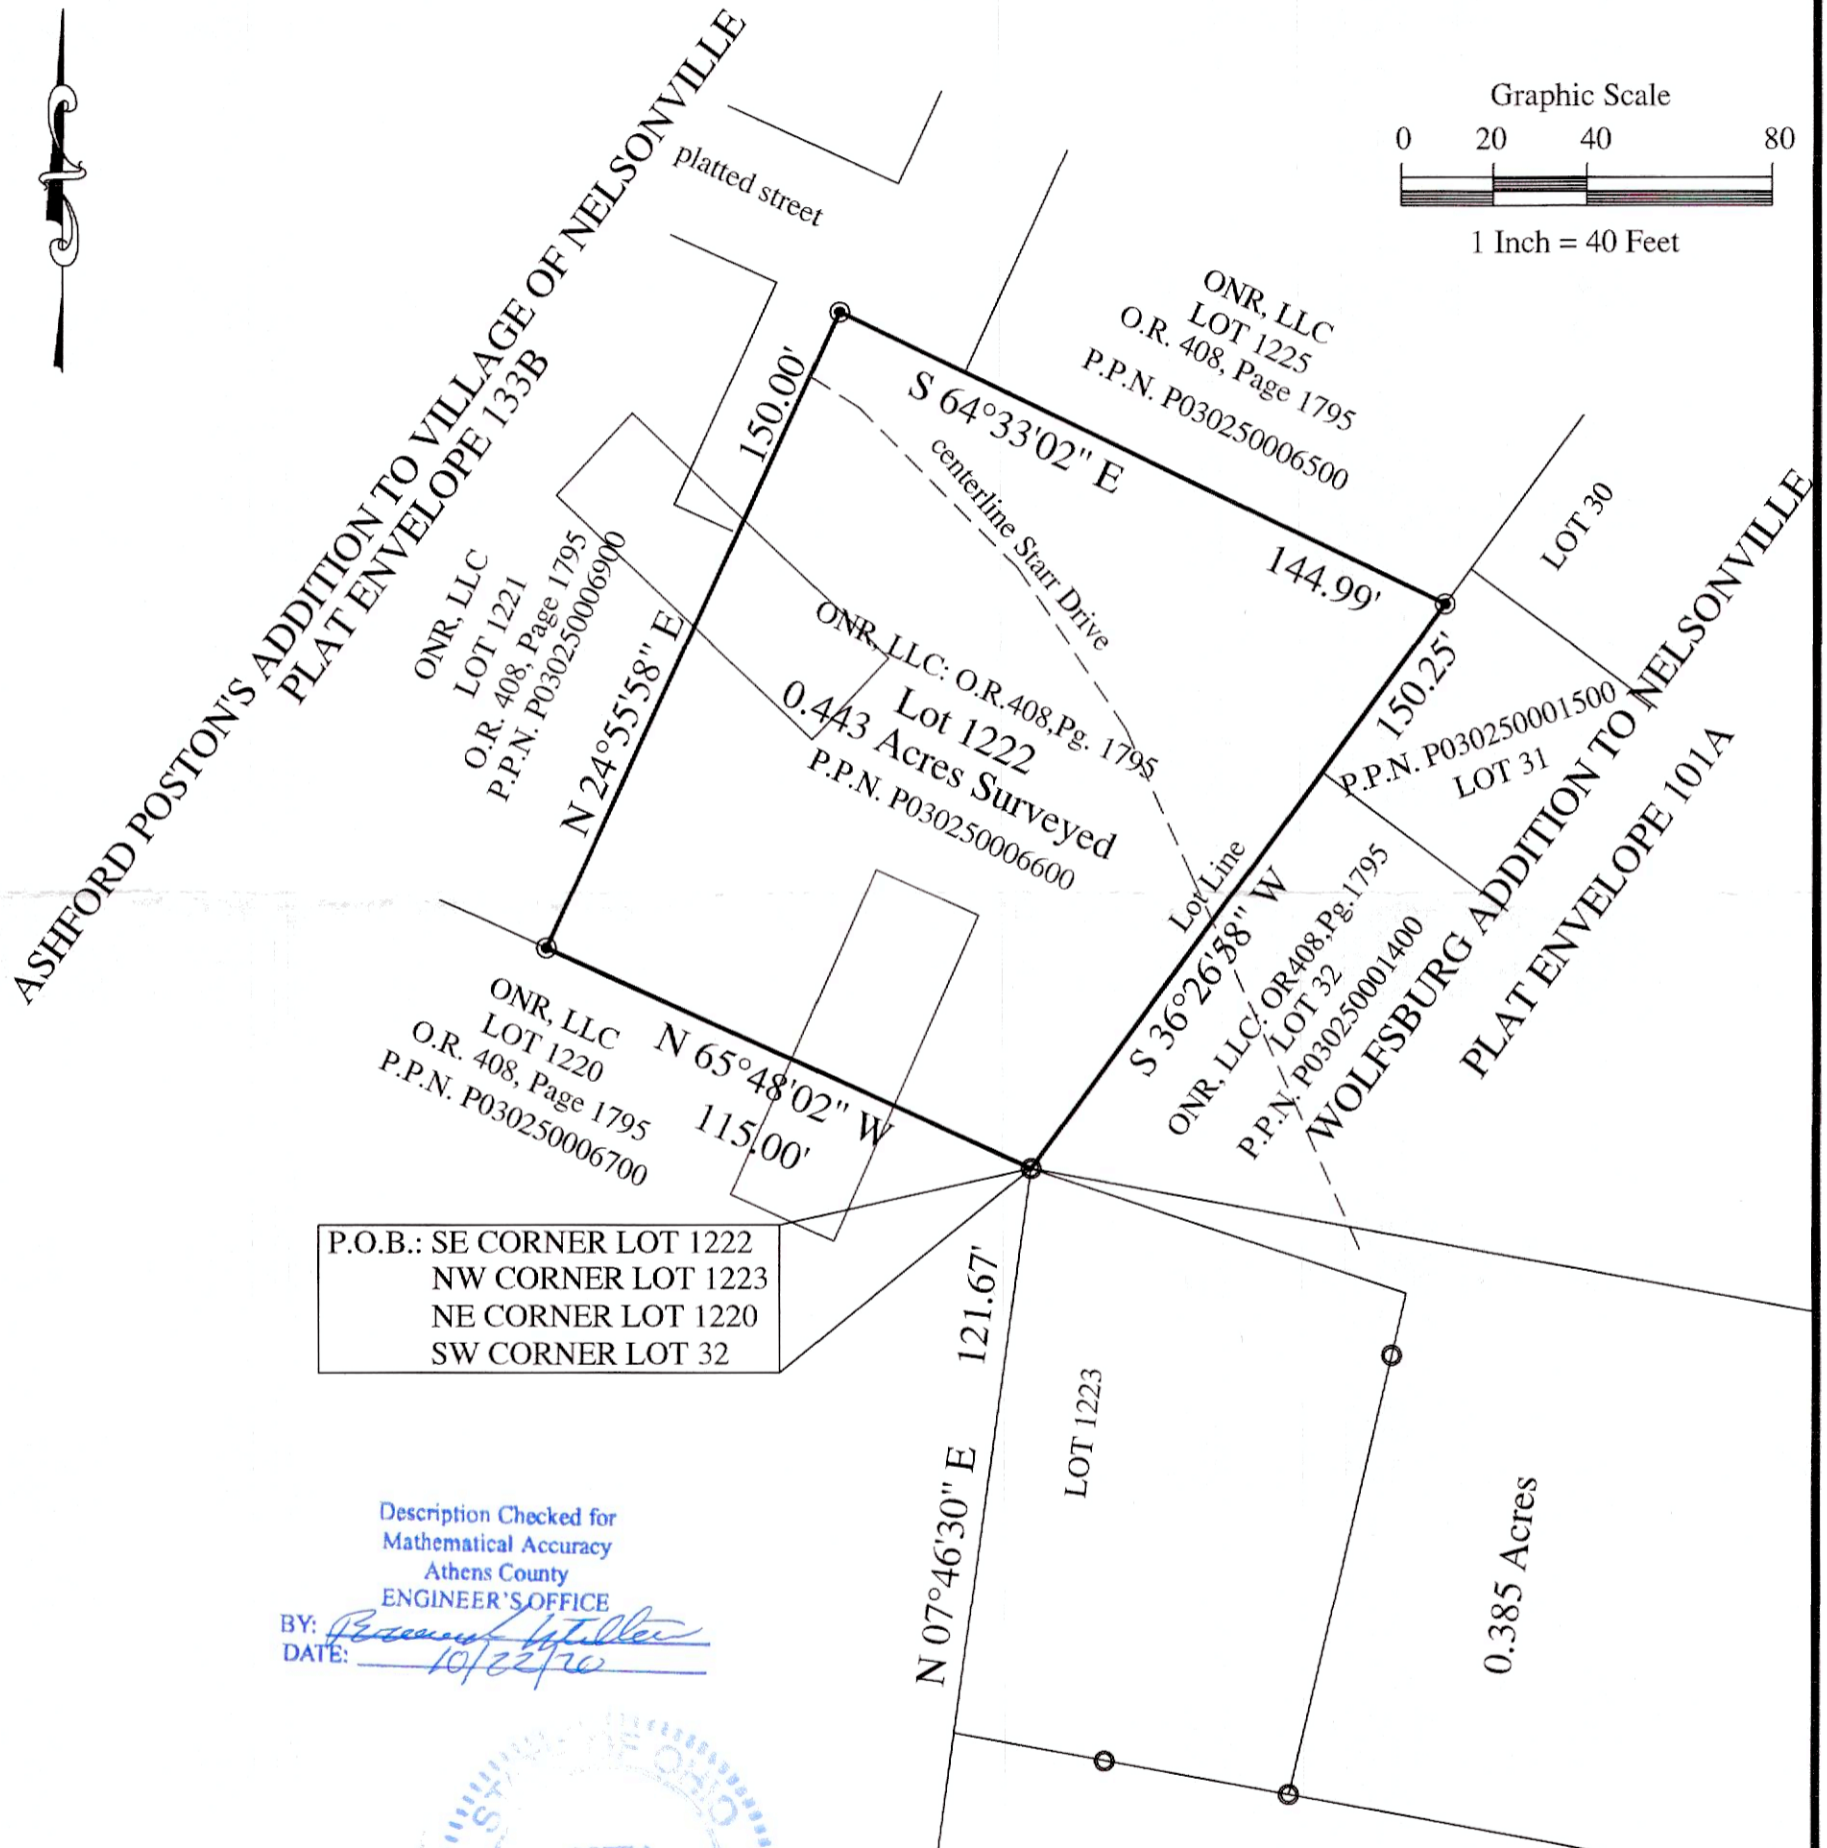 Graphic Scale
0 20 40 80
1 Inch = 40 Feet
ASHFORD POSTON'S ADDITION TO VILLAGE OF NELSONVILLE
PLAT ENVELOPE 133B
platted street
ONR, LLC
LOT 1225
O.R. 408, Page 1795
P.P.N. P030250006500
150.00'
N 24°55'58" E
S 64°33'02" E
144.99'
centerline Starr Drive
LOT 30
ONR, LLC
LOT 1221
O.R. 408, Page 1795
P.P.N. P030250006900
ONR, LLC: O.R.408,Pg. 1795
Lot 1222
0.443 Acres Surveyed
P.P.N. P030250006600
150.25'
S 36°26'58" W
Lot Line
P.P.N. P030250001500
LOT 31
WOLFSBURG ADDITION TO NELSONVILLE
PLAT ENVELOPE 101A
ONR, LLC: OR408,Pg.1795
LOT 32
P.P.N. P030250001400
ONR, LLC
LOT 1220
O.R. 408, Page 1795
P.P.N. P030250006700
N 65°48'02" W
115.00'
P.O.B.: SE CORNER LOT 1222
NW CORNER LOT 1223
NE CORNER LOT 1220
SW CORNER LOT 32
121.67'
N 07°46'30" E
LOT 1223
0.385 Acres
Description Checked for
Mathematical Accuracy
Athens County
ENGINEER'S OFFICE
BY:
DATE: 10/22/20
STATE OF OHIO